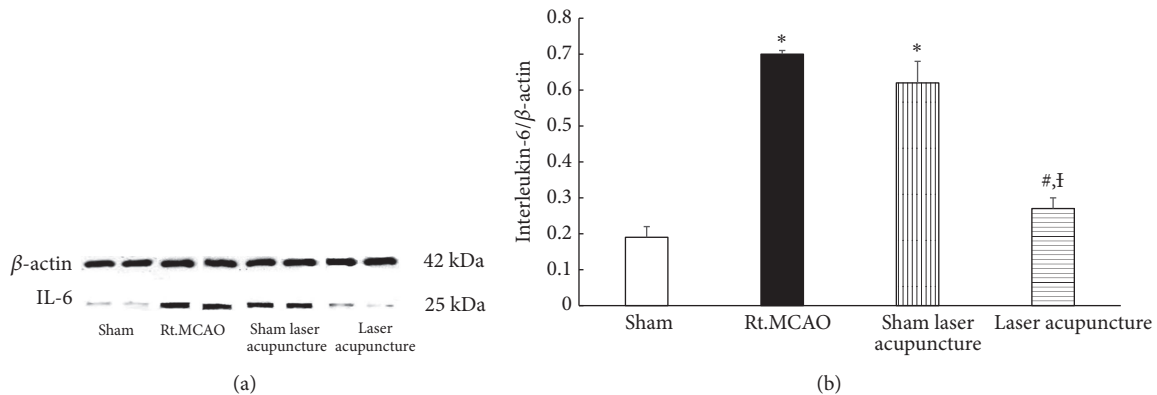 β-actin
42 kDa
IL-6
25 kDa
Sham
Rt.MCAO
Sham laser
acupuncture
Laser
acupuncture
(a)
Interleukin-6/β-actin
0.8
0.7
0.6
0.5
0.4
0.3
0.2
0.1
0
*
*
#,Ɨ
Sham
Rt.MCAO
Sham laser
acupuncture
Laser acupuncture
(b)